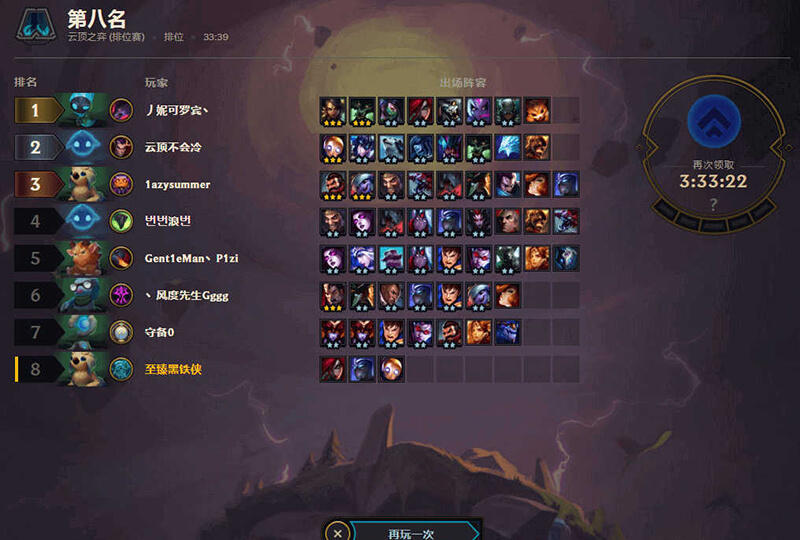 第八名
云顶之弈 (排位赛) 排位 33:39
排名 玩家 出场阵容
1 丿妮可罗宾丶
2 云顶不会冷
3 1azysummer
4 번번浪번
5 Gent1eMan丶P1zi
6 丶风度先生Gggg
7 守备0
8 至臻黑铁侠
再次领取
3:33:22
?
再玩一次